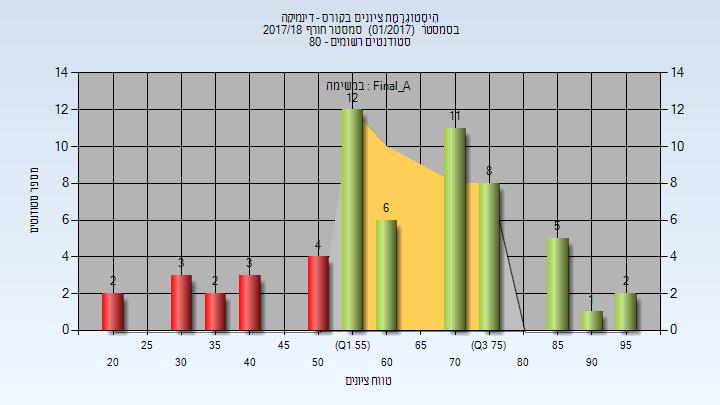 הִיסְטוֹגְרָמַת ציונים בקורס - דינמיקה
בסמסטר (01/2017) סמסטר חורף 2017/18
סטודנטים רשומים - 80
במשימה : Final_A
מספר סטודנטים
14 14
12 12
10 10
8 8
6 6
4 4
2 2
0 0
2 3 2 3 4 12 6 11 8 5 1 2
25 35 45 (Q1 55) 65 (Q3 75) 85 95
20 30 40 50 60 70 80 90
טווח ציונים